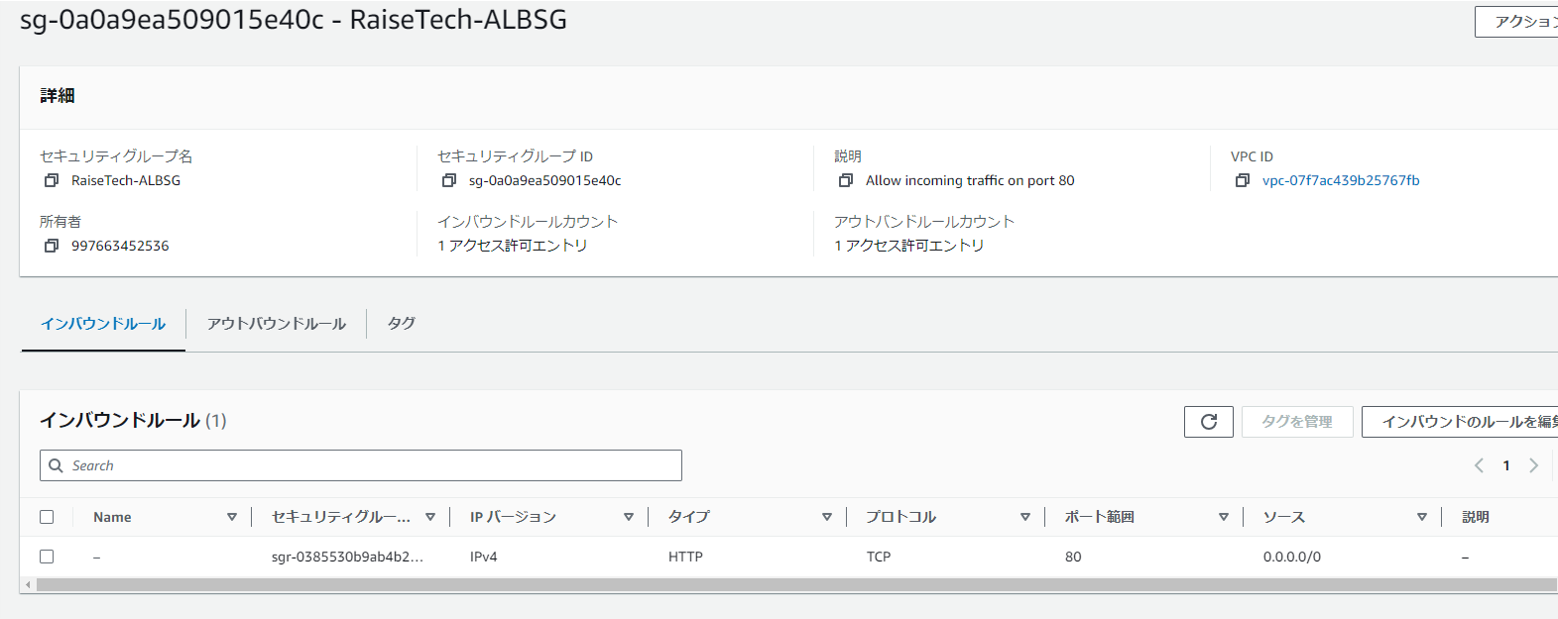 sg-0a0a9ea509015e40c - RaiseTech-ALBSG
アクション
詳細
セキュリティグループ名
RaiseTech-ALBSG
セキュリティグループ ID
sg-0a0a9ea509015e40c
説明
Allow incoming traffic on port 80
VPC ID
vpc-07f7ac439b25767fb
所有者
997663452536
インバウンドルールカウント
1 アクセス許可エントリ
アウトバンドルールカウント
1 アクセス許可エントリ
インバウンドルール
アウトバウンドルール
タグ
インバウンドルール (1)
タグを管理
インバウンドのルールを編集
Search
1
Name セキュリティグルー... IP バージョン タイプ プロトコル ポート範囲 ソース 説明
– sgr-0385530b9ab4b2... IPv4 HTTP TCP 80 0.0.0.0/0 –